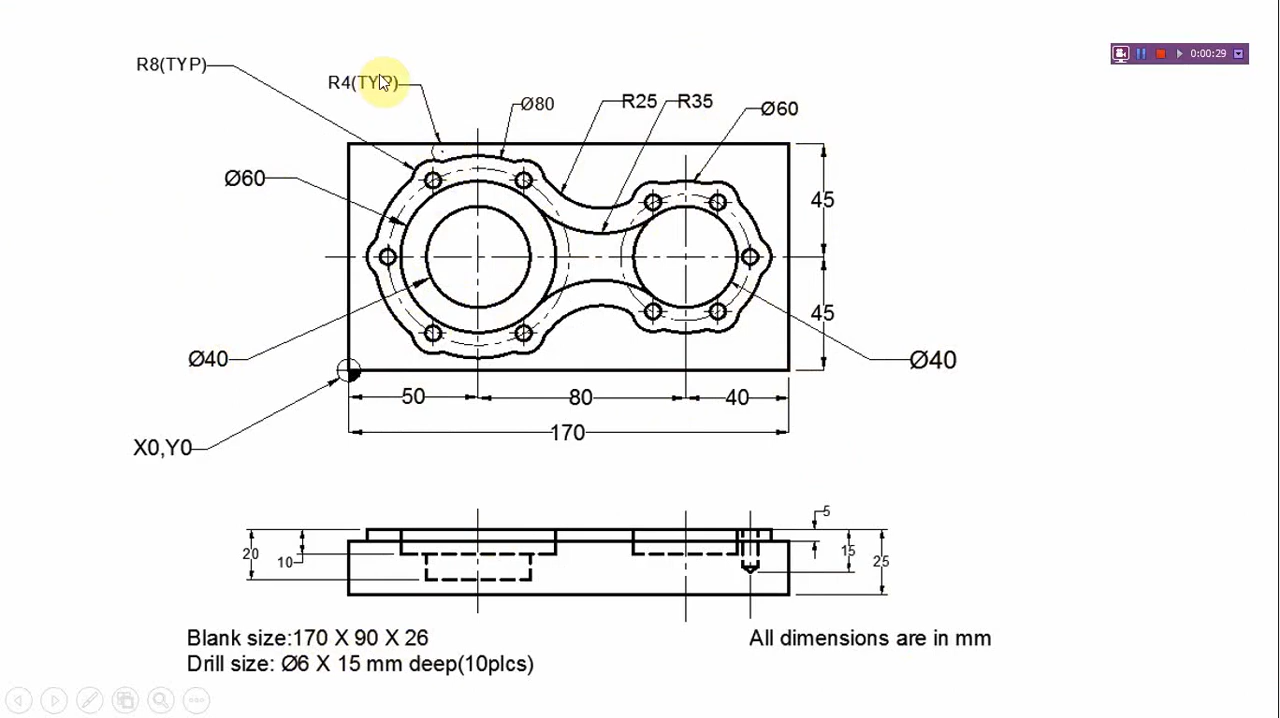 0:00:29
R8(TYP)
R4(TYP)
Ø80
R25
R35
Ø60
Ø60
45
45
Ø40
Ø40
50
80
40
170
X0,Y0
5
20
10
15
25
Blank size:170 X 90 X 26
All dimensions are in mm
Drill size: Ø6 X 15 mm deep(10plcs)